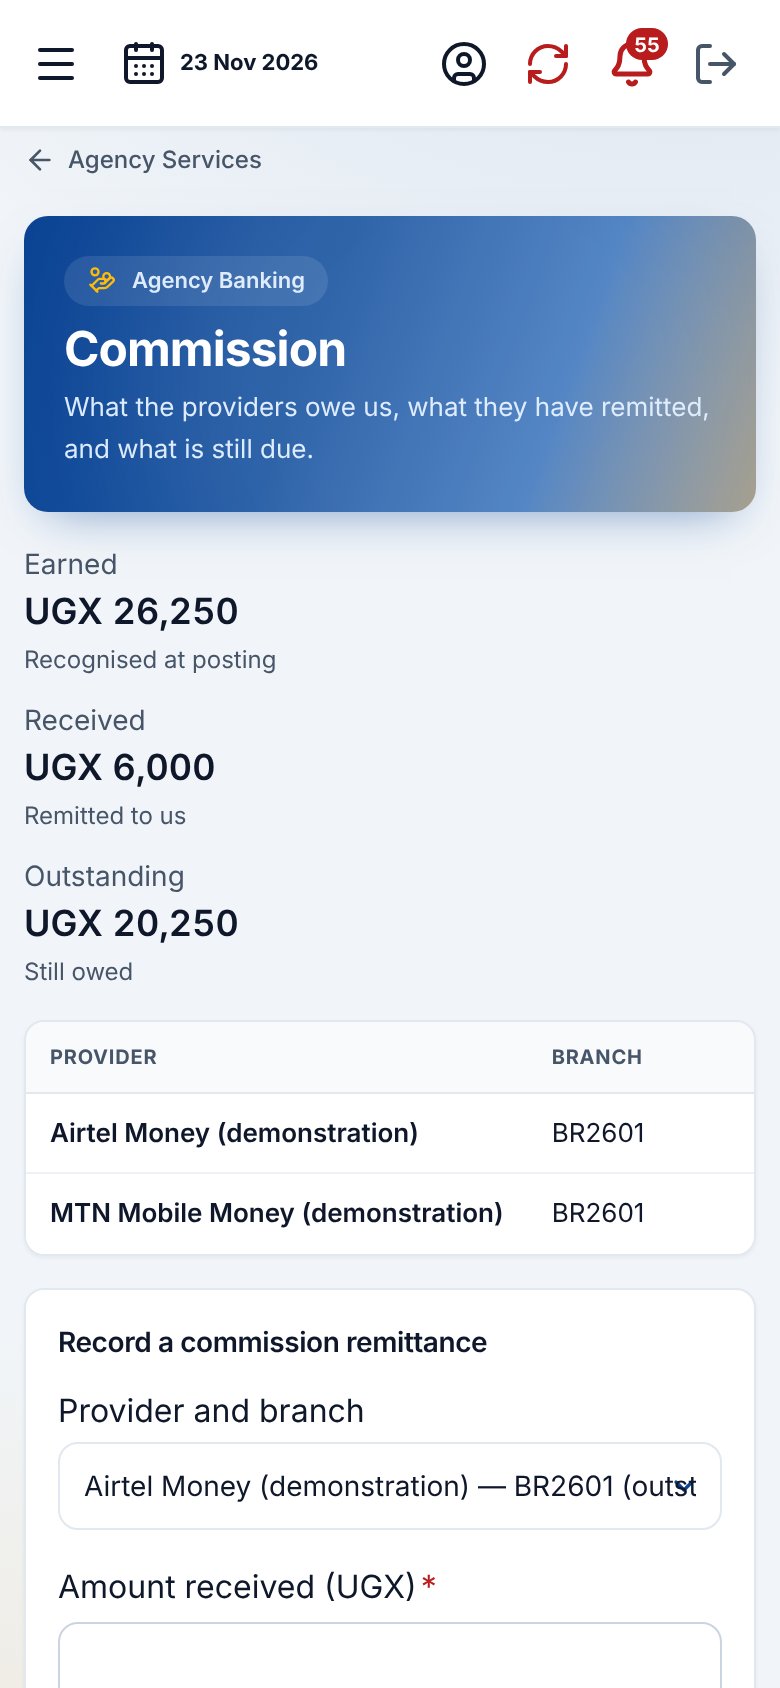 23 Nov 2026
55
Agency Services
Agency Banking
Commission
What the providers owe us, what they have remitted,
and what is still due.
Earned
UGX 26,250
Recognised at posting
Received
UGX 6,000
Remitted to us
Outstanding
UGX 20,250
Still owed
PROVIDER BRANCH
Airtel Money (demonstration) BR2601
MTN Mobile Money (demonstration) BR2601
Record a commission remittance
Provider and branch
Airtel Money (demonstration) — BR2601 (outst
Amount received (UGX) *